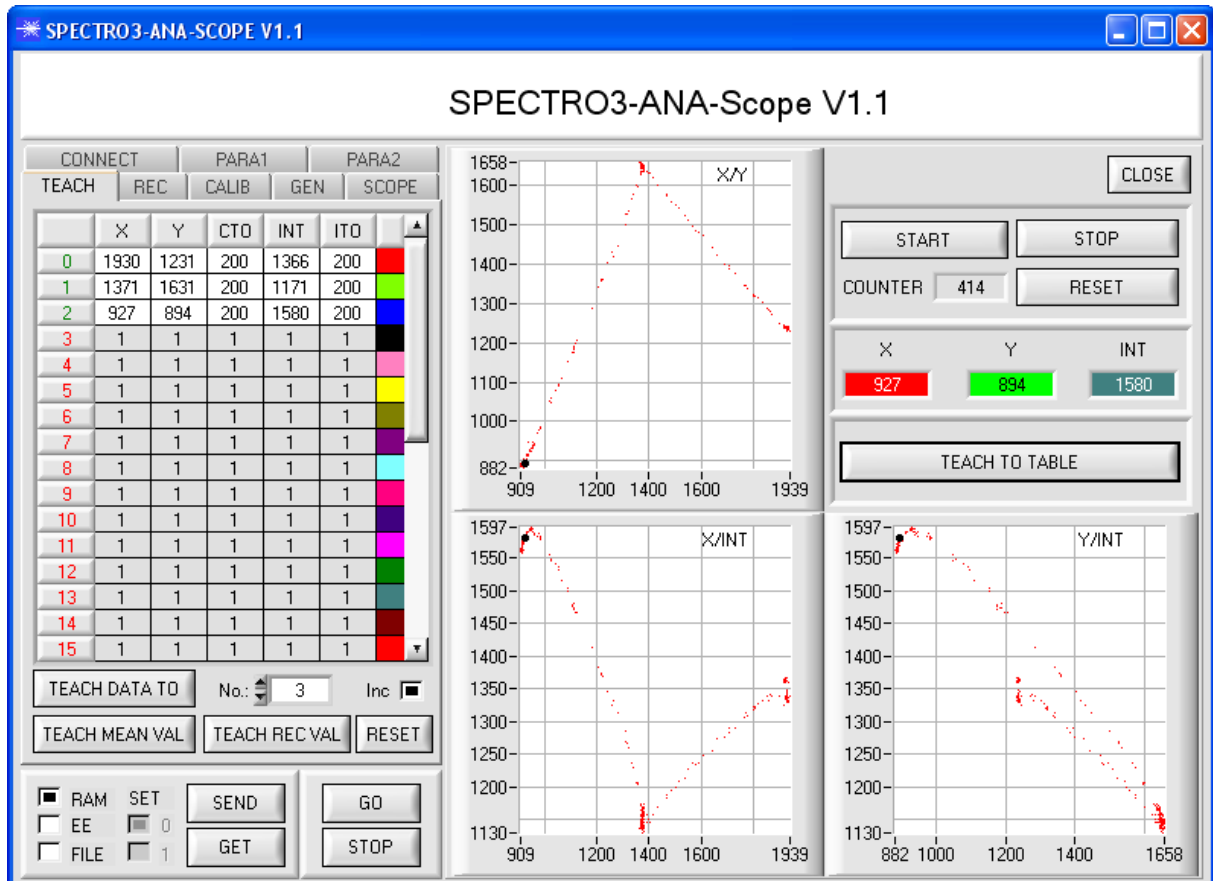 SPECTRO3-ANA-SCOPE V1.1
SPECTRO3-ANA-Scope V1.1
CONNECT PARA1 PARA2
TEACH REC CALIB GEN SCOPE
X Y CTO INT ITO
0 1930 1231 200 1366 200
1 1371 1631 200 1171 200
2 927 894 200 1580 200
3 1 1 1 1 1
4 1 1 1 1 1
5 1 1 1 1 1
6 1 1 1 1 1
7 1 1 1 1 1
8 1 1 1 1 1
9 1 1 1 1 1
10 1 1 1 1 1
11 1 1 1 1 1
12 1 1 1 1 1
13 1 1 1 1 1
14 1 1 1 1 1
15 1 1 1 1 1
TEACH DATA TO No.: 3 Inc
TEACH MEAN VAL TEACH REC VAL RESET
RAM SET
EE 0
FILE 1
SEND GO
GET STOP
X/Y
1658
1600
1500
1400
1300
1200
1100
1000
882
909 1200 1400 1600 1939
CLOSE
START STOP
COUNTER 414 RESET
X Y INT
927 894 1580
TEACH TO TABLE
X/INT
1597
1550
1500
1450
1400
1350
1300
1250
1200
1130
909 1200 1400 1600 1939
Y/INT
1597
1550
1500
1450
1400
1350
1300
1250
1200
1130
882 1000 1200 1400 1658